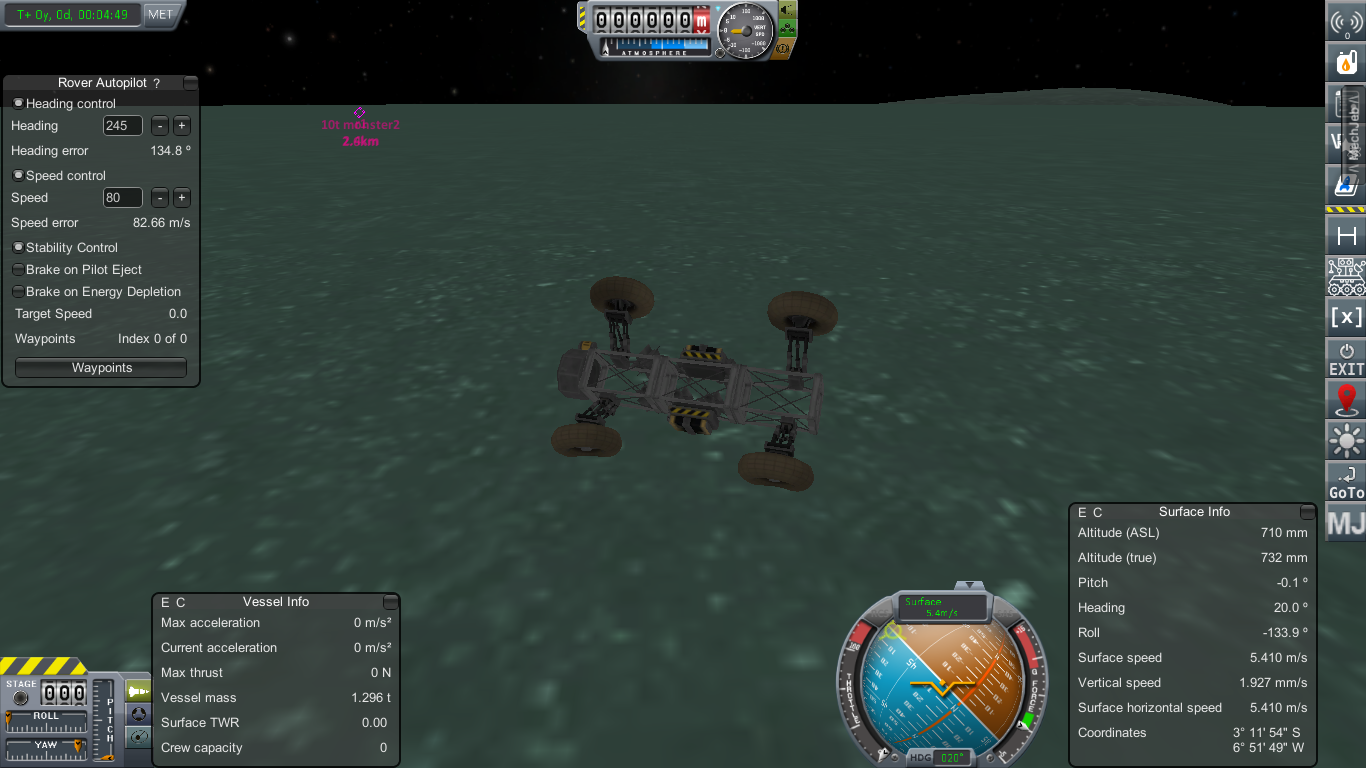 T+ 0y, 0d, 00:04:49 MET
000000m
ATMOSPHERE
Rover Autopilot ?
Heading control
Heading 245 - +
Heading error 134.8 º
Speed control
Speed 80 - +
Speed error 82.66 m/s
Stability Control
Brake on Pilot Eject
Brake on Energy Depletion
Target Speed 0.0
Waypoints Index 0 of 0
Waypoints
10t monster2
MechJeb
0
[x]
EXIT
GoTo
MJ
E C Vessel Info
Max acceleration 0 m/s²
Current acceleration 0 m/s²
Max thrust 0 N
Vessel mass 1.296 t
Surface TWR 0.00
Crew capacity 0
STAGE 000
ROLL
YAW
PITCH
Surface
5.4m/s
THROTTLE
G FORCE
HDG 020°
E C Surface Info
Altitude (ASL) 710 mm
Altitude (true) 732 mm
Pitch -0.1 º
Heading 20.0 º
Roll -133.9 º
Surface speed 5.410 m/s
Vertical speed 1.927 mm/s
Surface horizontal speed 5.410 m/s
Coordinates 3° 11' 54" S
6° 51' 49" W